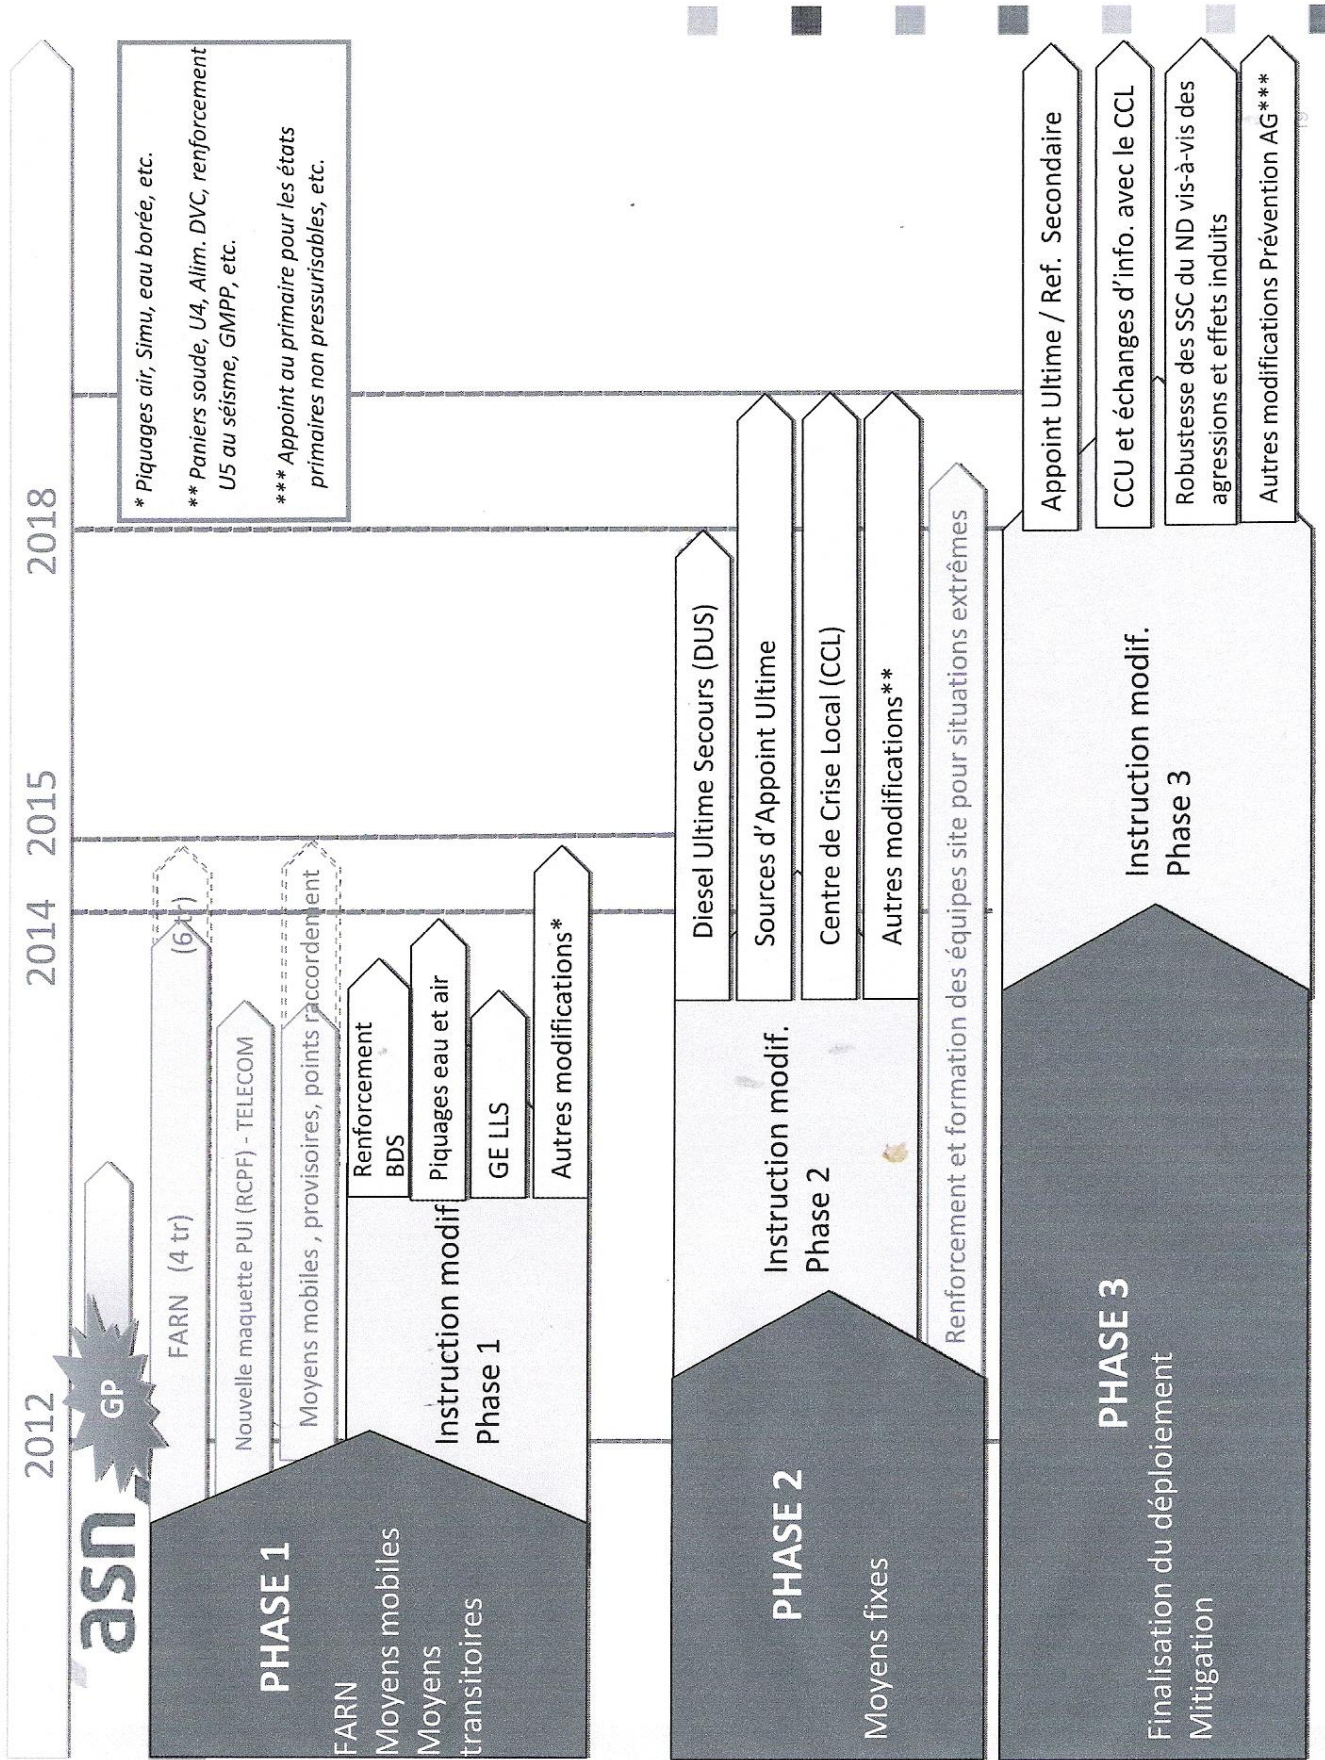 2012
2014
2015
2018
asn
GP
PHASE 1
FARN
Moyens mobiles
Moyens
transitoires
FARN (4 tr)
(6 tr)
Nouvelle maquette PUI (RCPF) - TELECOM
Moyens mobiles , provisoires, points raccordement
Instruction modif
Phase 1
Renforcement
BDS
Piquages eau et air
GE LLS
Autres modifications*
* Piquages air, Simu, eau borée, etc.
** Paniers soude, U4, Alim. DVC, renforcement
U5 au séisme, GMPP, etc.
*** Appoint au primaire pour les états
primaires non pressurisables, etc.
PHASE 2
Moyens fixes
Instruction modif.
Phase 2
Diesel Ultime Secours (DUS)
Sources d'Appoint Ultime
Centre de Crise Local (CCL)
Autres modifications**
Renforcement et formation des équipes site pour situations extrêmes
PHASE 3
Finalisation du déploiement
Mitigation
Instruction modif.
Phase 3
Appoint Ultime / Ref. Secondaire
CCU et échanges d'info. avec le CCL
Robustesse des SSC du ND vis-à-vis des
agressions et effets induits
Autres modifications Prévention AG***
19